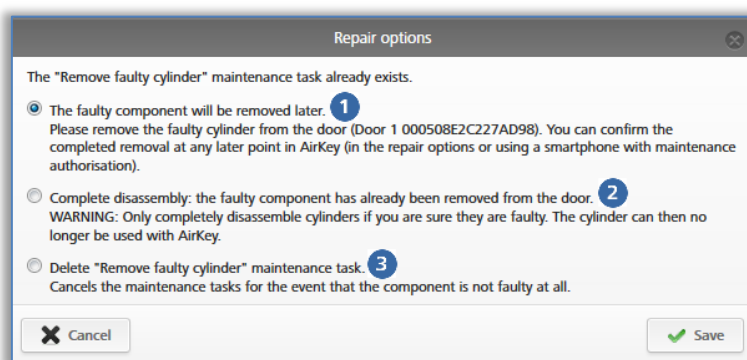 Repair options
The "Remove faulty cylinder" maintenance task already exists.
The faulty component will be removed later. 1
Please remove the faulty cylinder from the door (Door 1 000508E2C227AD98). You can confirm the
completed removal at any later point in AirKey (in the repair options or using a smartphone with maintenance
authorisation).
Complete disassembly: the faulty component has already been removed from the door. 2
WARNING: Only completely disassemble cylinders if you are sure they are faulty. The cylinder can then no
longer be used with AirKey.
Delete "Remove faulty cylinder" maintenance task. 3
Cancels the maintenance tasks for the event that the component is not faulty at all.
Cancel
Save